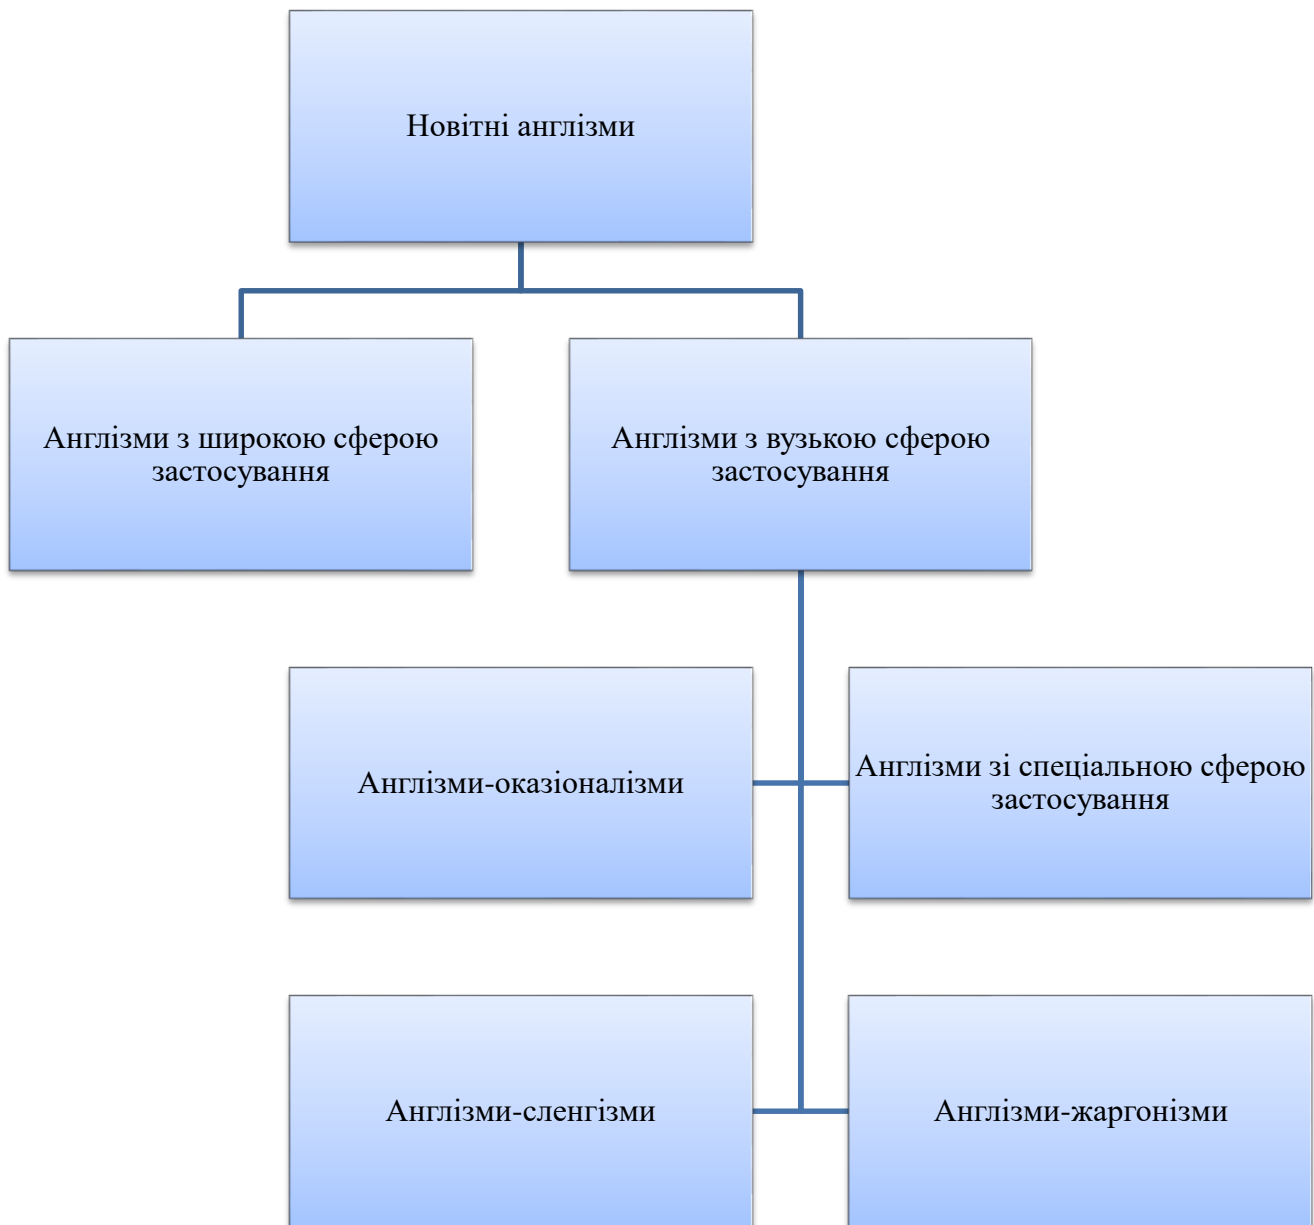 Новітні англізми
Англізми з широкою сферою
застосування
Англізми з вузькою сферою
застосування
Англізми-оказіоналізми
Англізми зі спеціальною сферою
застосування
Англізми-сленгізми
Англізми-жаргонізми